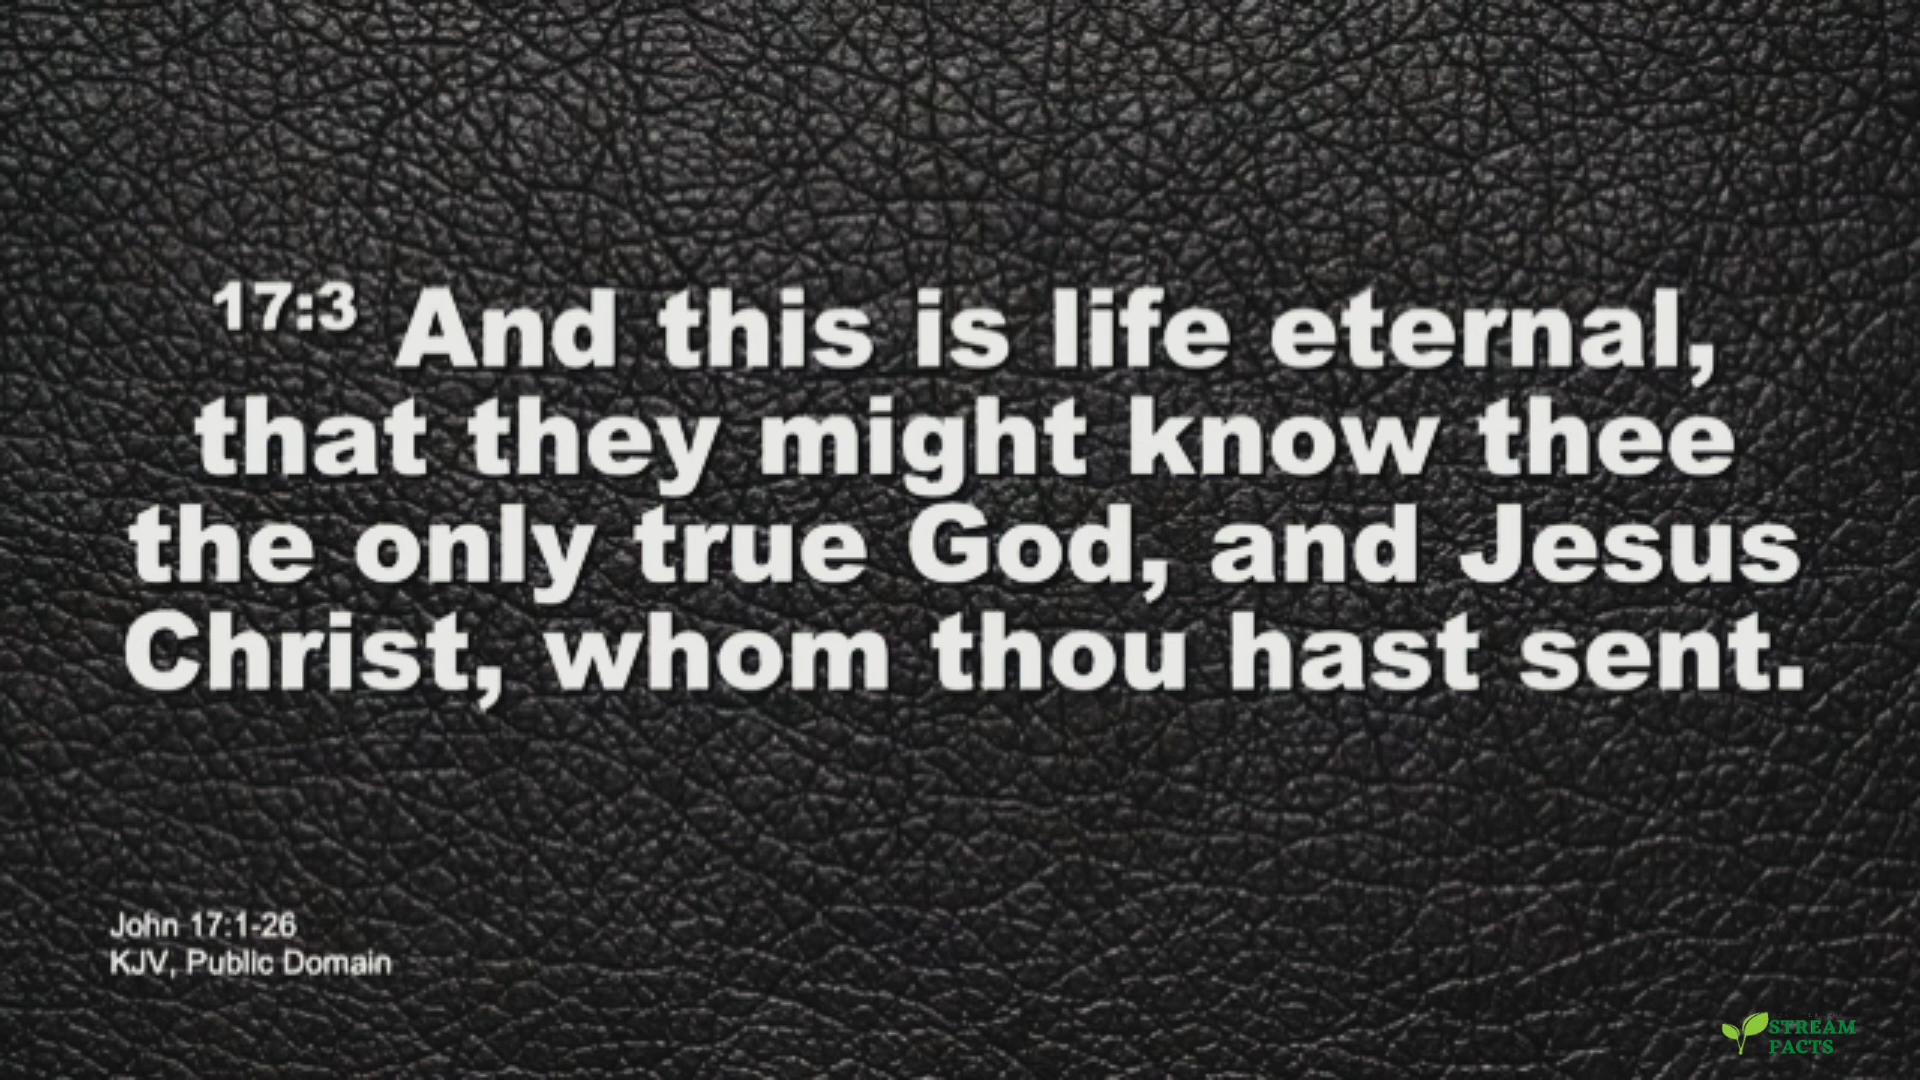 17:3 And this is life eternal,
that they might know thee
the only true God, and Jesus
Christ, whom thou hast sent.
John 17:1-26
KJV, Public Domain
STREAM
PACTS